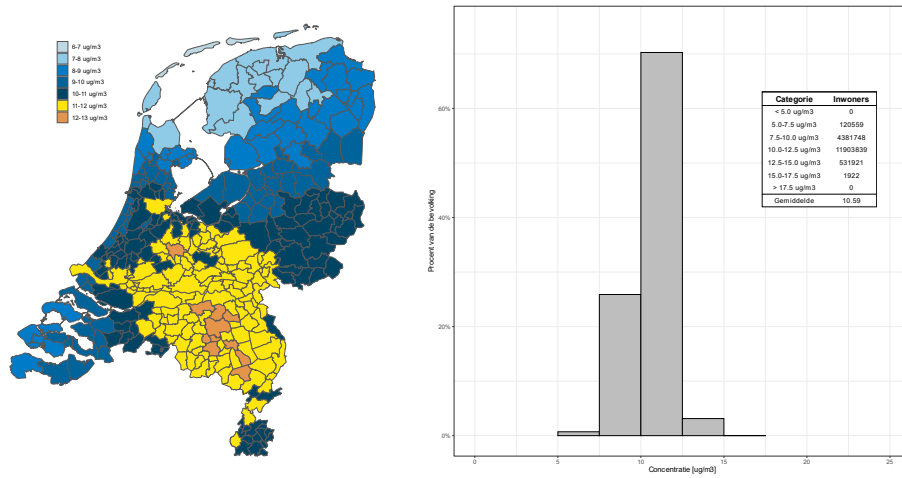 6-7 ug/m3
7-8 ug/m3
8-9 ug/m3
9-10 ug/m3
10-11 ug/m3
11-12 ug/m3
12-13 ug/m3
Procent van de bevolking
60%
40%
20%
0%
0 5 10 15 20 25
Concentratie [ug/m3]
Categorie Inwoners
< 5.0 ug/m3 0
5.0-7.5 ug/m3 120559
7.5-10.0 ug/m3 4381748
10.0-12.5 ug/m3 11903839
12.5-15.0 ug/m3 531921
15.0-17.5 ug/m3 1922
> 17.5 ug/m3 0
Gemiddelde 10.59